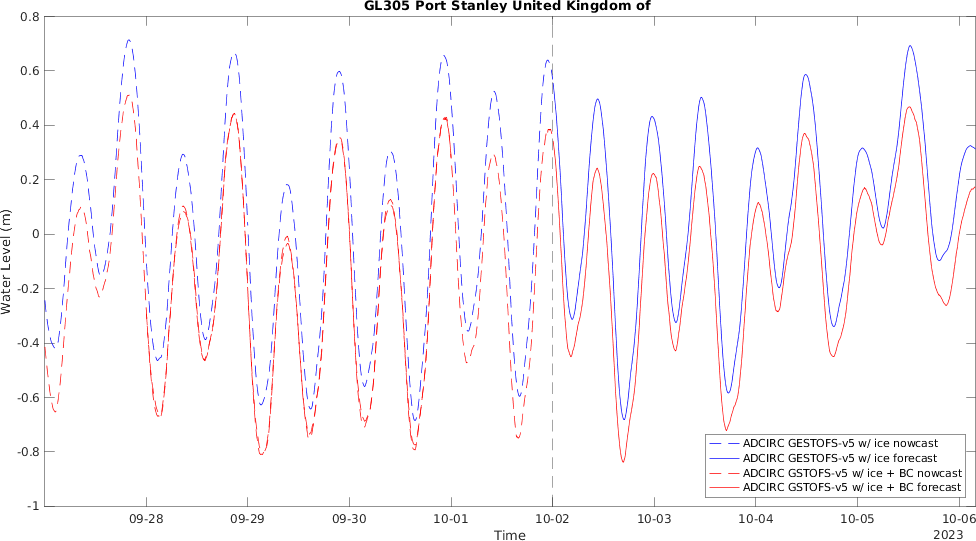 GL305 Port Stanley United Kingdom of
0.8
0.6
0.4
0.2
0
-0.2
-0.4
-0.6
-0.8
-1
Water Level (m)
ADCIRC GESTOFS-v5 w/ ice nowcast
ADCIRC GESTOFS-v5 w/ ice forecast
ADCIRC GSTOFS-v5 w/ ice + BC nowcast
ADCIRC GSTOFS-v5 w/ ice + BC forecast
09-28 09-29 09-30 10-01 10-02 10-03 10-04 10-05 10-06
Time
2023